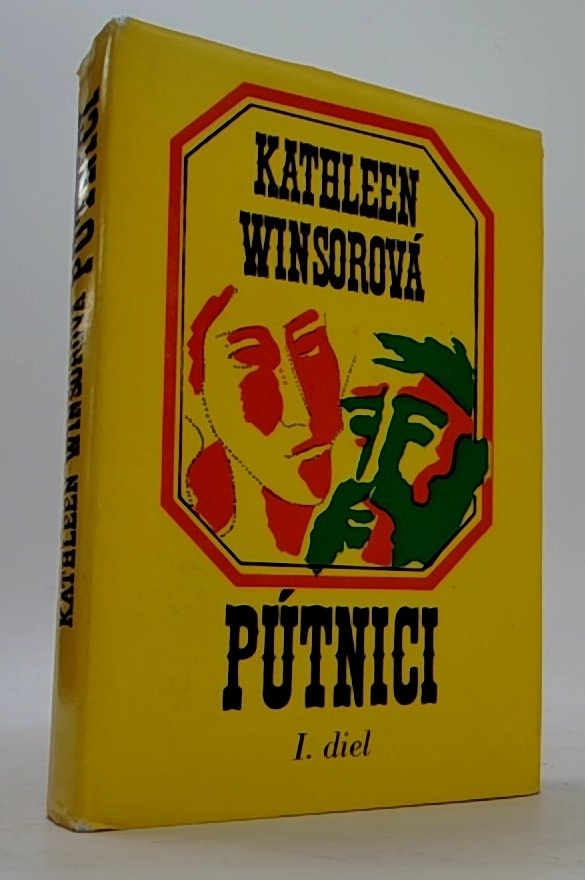 KATHLEEN
WINSOROVÁ
PÚTNICI
I. diel
KATHLEEN WINSOROVÁ PÚTNICI